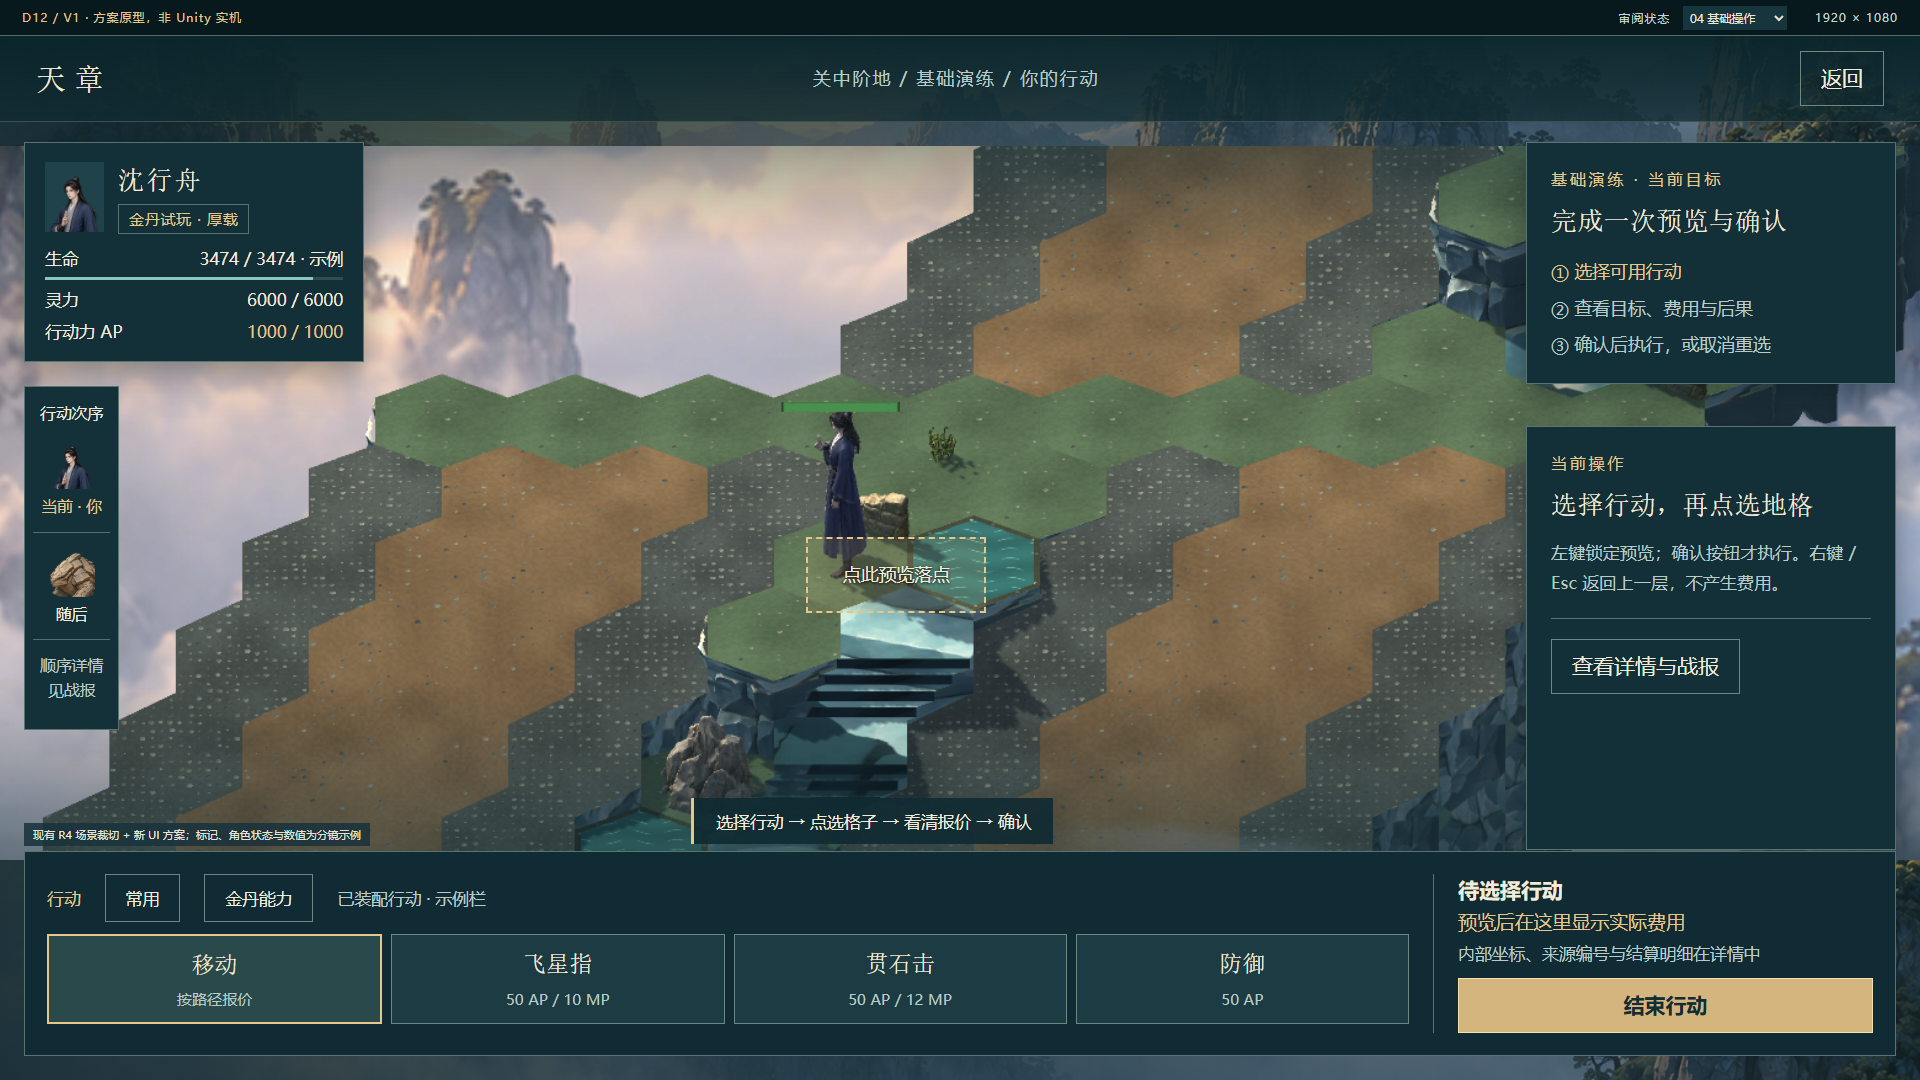 D12 / V1 · 方案原型，非 Unity 实机
审阅状态
04 基础操作
1920 × 1080
天章
关中阶地 / 基础演练 / 你的行动
返回
沈行舟
金丹试玩 · 厚载
生命 3474 / 3474 · 示例
灵力 6000 / 6000
行动力 AP 1000 / 1000
行动次序
当前 · 你
随后
顺序详情
见战报
基础演练 · 当前目标
完成一次预览与确认
① 选择可用行动
② 查看目标、费用与后果
③ 确认后执行，或取消重选
当前操作
选择行动，再点选地格
左键锁定预览；确认按钮才执行。右键 /
Esc 返回上一层，不产生费用。
查看详情与战报
点此预览落点
选择行动 → 点选格子 → 看清报价 → 确认
现有 R4 场景裁切 + 新 UI 方案；标记、角色状态与数值为分镜示例
行动
常用
金丹能力
已装配行动 · 示例栏
移动
按路径报价
飞星指
50 AP / 10 MP
贯石击
50 AP / 12 MP
防御
50 AP
待选择行动
预览后在这里显示实际费用
内部坐标、来源编号与结算明细在详情中
结束行动